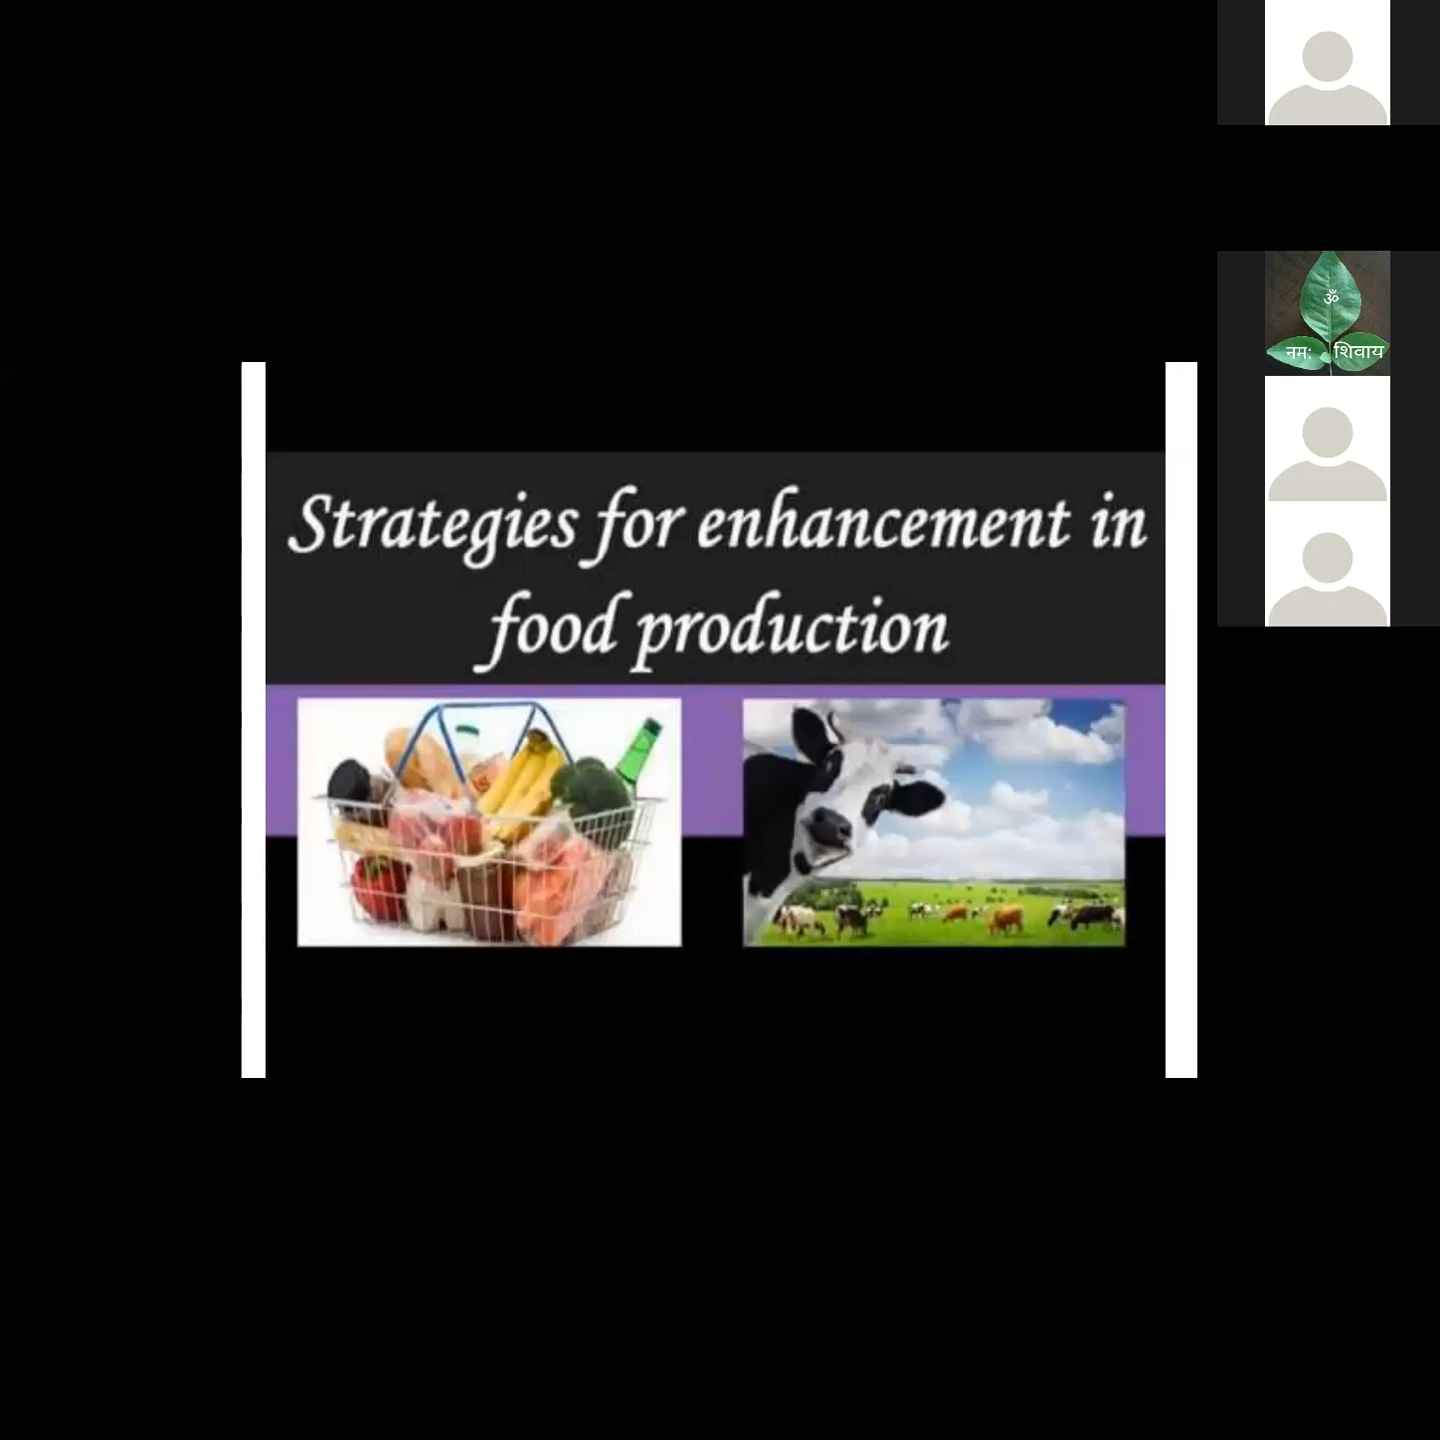 Strategies for enhancement in
food production
ॐ
नमः शिवाय